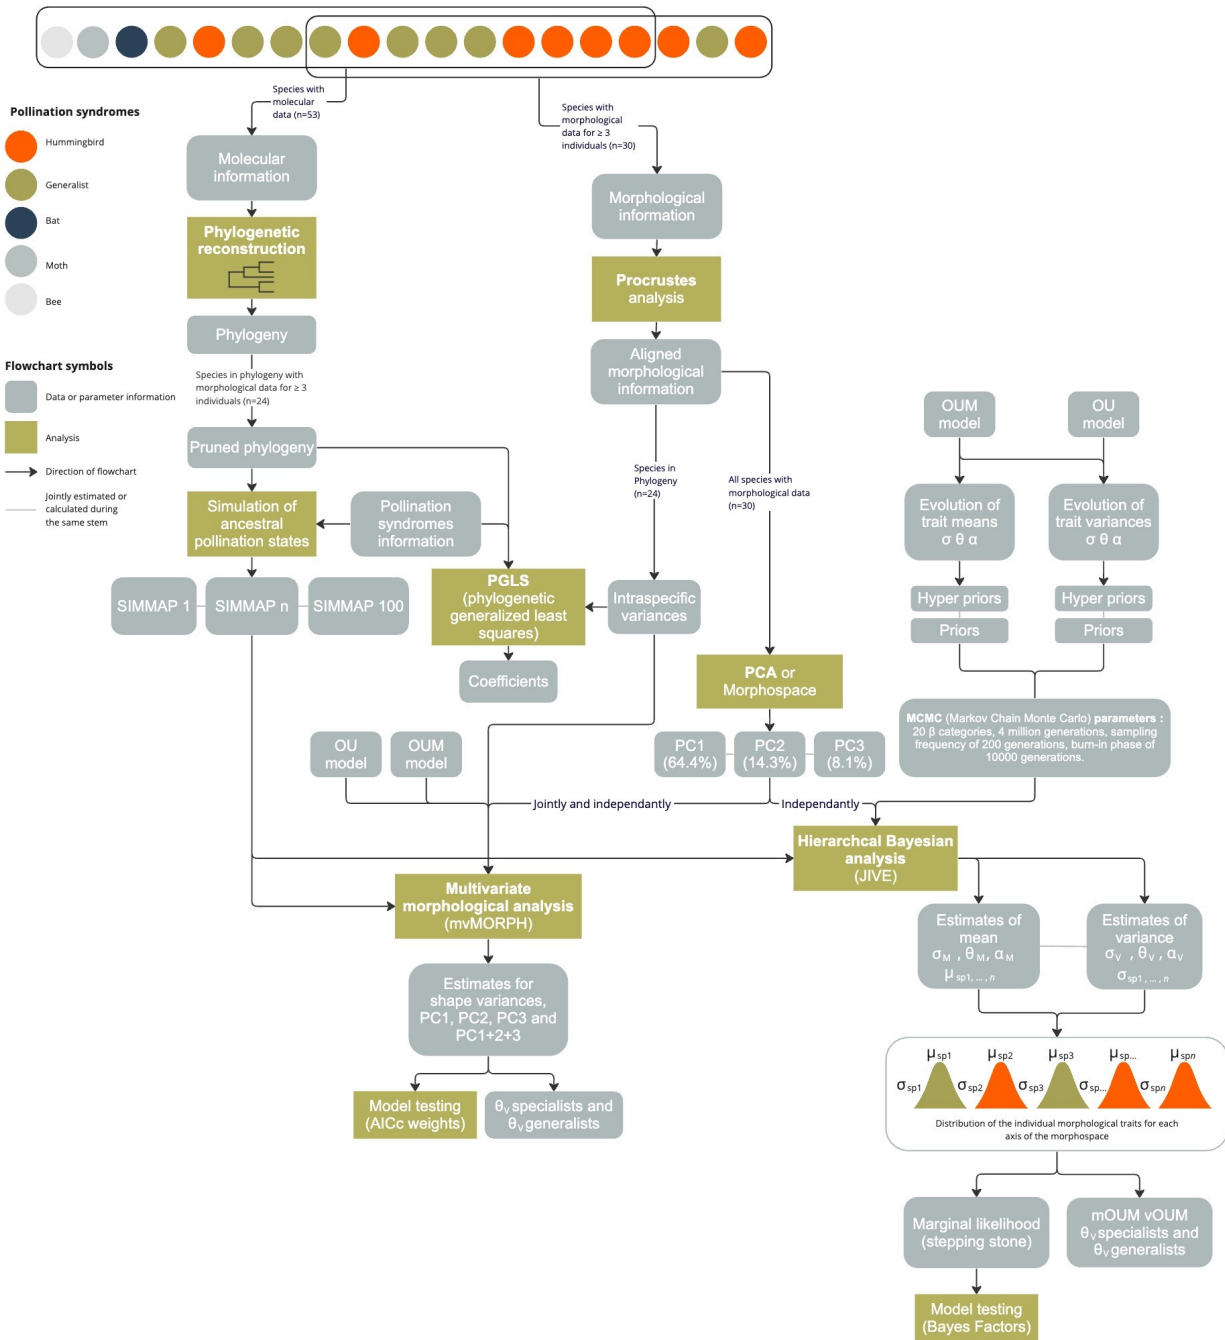 Species with
molecular
data (n=53)
Species with
morphological
data for ≥ 3
individuals (n=30)
Pollination syndromes
Hummingbird
Generalist
Bat
Moth
Bee
Flowchart symbols
Data or parameter information
Analysis
Direction of flowchart
Jointly estimated or
calculated during
the same stem
Molecular
information
Phylogenetic
reconstruction
Phylogeny
Species in phylogeny with
morphological data for ≥ 3
individuals (n=24)
Pruned phylogeny
Simulation of
ancestral
pollination states
Pollination
syndromes
information
SIMMAP 1
SIMMAP n
SIMMAP 100
Morphological
information
Procrustes
analysis
Aligned
morphological
information
Species in
Phylogeny
(n=24)
All species with
morphological data
(n=30)
PGLS
(phylogenetic
generalized least
squares)
Intraspecific
variances
Coefficients
PCA or
Morphospace
PC1
(64.4%)
PC2
(14.3%)
PC3
(8.1%)
OUM
model
OU
model
Evolution of
trait means
σ θ α
Evolution of
trait variances
σ θ α
Hyper priors
Hyper priors
Priors
Priors
MCMC (Markov Chain Monte Carlo) parameters :
20 β categories, 4 million generations, sampling
frequency of 200 generations, burn-in phase of
10000 generations.
OU
model
OUM
model
Jointly and independantly
Independantly
Hierarchcal Bayesian
analysis
(JIVE)
Multivariate
morphological analysis
(mvMORPH)
Estimates for
shape variances,
PC1, PC2, PC3 and
PC1+2+3
Model testing
(AICc weights)
θv specialists and
θv generalists
Estimates of
mean
σM , θM, αM
μsp1, ... , n
Estimates of
variance
σV , θV, αV
σsp1, ... , n
μsp1 μsp2 μsp3 μsp... μspn
σsp1 σsp2 σsp3 σsp... σspn
Distribution of the individual morphological traits for each
axis of the morphospace
Marginal likelihood
(stepping stone)
mOUM vOUM
θv specialists and
θv generalists
Model testing
(Bayes Factors)